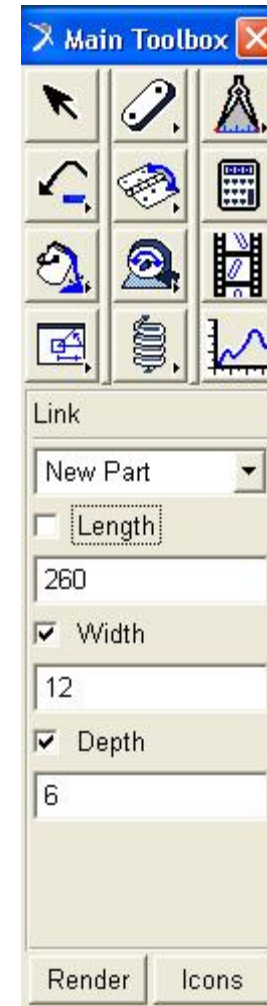 Main Toolbox
Link
New Part
Length
260
Width
12
Depth
6
Render Icons